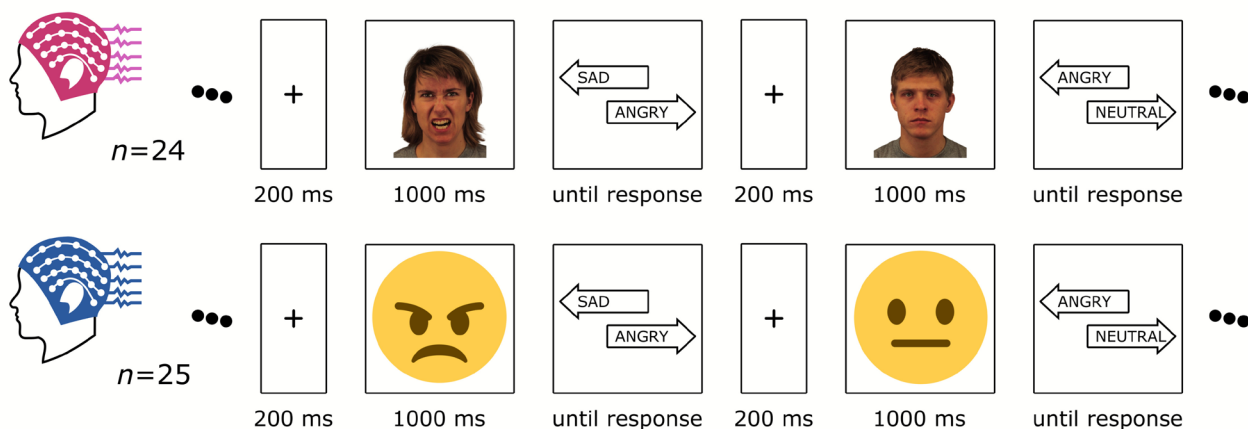 SAD
ANGRY
ANGRY
NEUTRAL
n=24
200 ms 1000 ms until response 200 ms 1000 ms until response
SAD
ANGRY
ANGRY
NEUTRAL
n=25
200 ms 1000 ms until response 200 ms 1000 ms until response